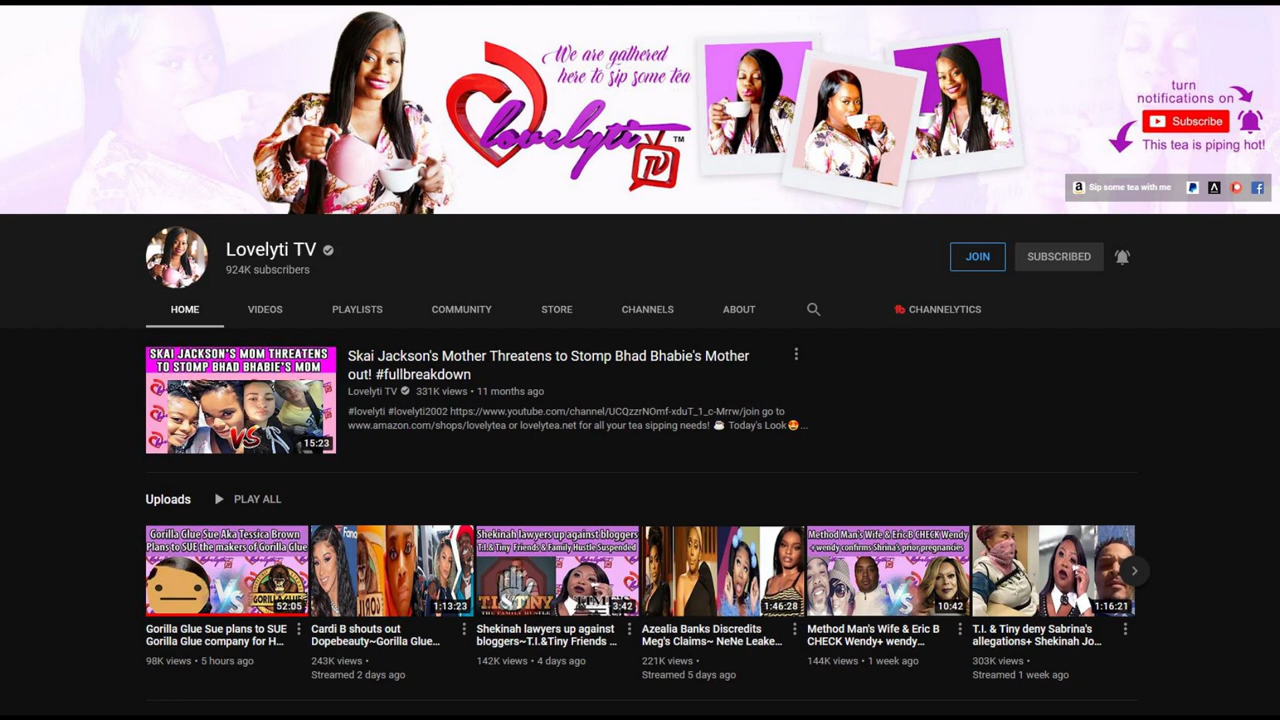 We are gathered
here to sip some tea
lovelyti™
TV
turn
notifications on
Subscribe
This tea is piping hot!
Sip some tea with me
Lovelyti TV
924K subscribers
JOIN
SUBSCRIBED
HOME
VIDEOS
PLAYLISTS
COMMUNITY
STORE
CHANNELS
ABOUT
CHANNELYTICS
SKAI JACKSON'S MOM THREATENS
TO STOMP BHAD BHABIE'S MOM
VS
15:23
Skai Jackson's Mother Threatens to Stomp Bhad Bhabie's Mother
out! #fullbreakdown
Lovelyti TV 331K views • 11 months ago
#lovelyti #lovelyti2002 https://www.youtube.com/channel/UCQzzrNOmf-xduT_1_c-Mrrw/join go to
www.amazon.com/shops/lovelytea or lovelytea.net for all your tea sipping needs! ☕ Today's Look😍...
Uploads
PLAY ALL
Gorilla Glue Sue Aka Tessica Brown
Plans to SUE the makers of Gorilla Glue
VS
52:05
Gorilla Glue Sue plans to SUE
Gorilla Glue company for H...
98K views • 5 hours ago
1:13:23
Cardi B shouts out
Dopebeauty~Gorilla Glue...
243K views •
Streamed 2 days ago
Shekinah lawyers up against bloggers
T.I.&Tiny Friends & Family Hustle Suspended
3:42
Shekinah lawyers up against
bloggers~T.I.&Tiny Friends ...
142K views • 4 days ago
1:46:28
Azealia Banks Discredits
Meg's Claims~ NeNe Leake...
221K views •
Streamed 5 days ago
Method Man's Wife & Eric B CHECK Wendy
+ wendy confirms Shrina's prior pregnancies
VS
10:42
Method Man's Wife & Eric B
CHECK Wendy+ wendy...
144K views • 1 week ago
1:16:21
T.I. & Tiny deny Sabrina's
allegations+ Shekinah Jo...
303K views •
Streamed 1 week ago